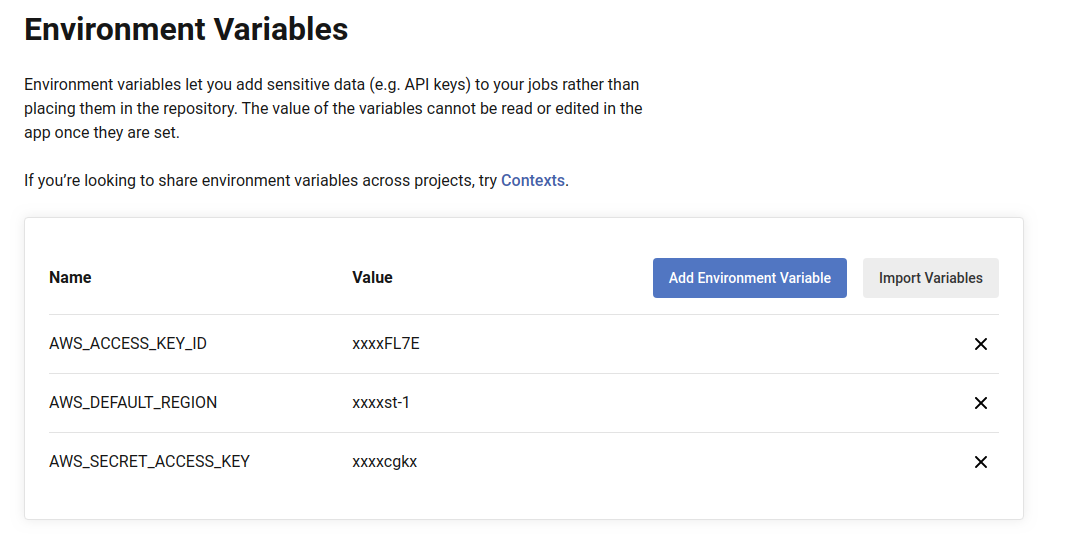 Environment Variables
Environment variables let you add sensitive data (e.g. API keys) to your jobs rather than
placing them in the repository. The value of the variables cannot be read or edited in the
app once they are set.
If you’re looking to share environment variables across projects, try Contexts.
Name Value Add Environment Variable Import Variables
AWS_ACCESS_KEY_ID xxxxFL7E
AWS_DEFAULT_REGION xxxxst-1
AWS_SECRET_ACCESS_KEY xxxxcgkx